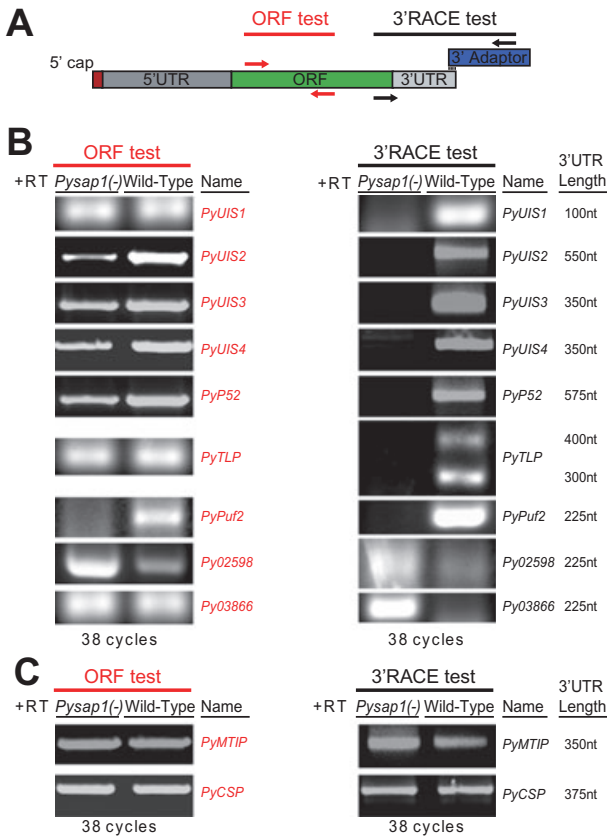 A
ORF test
3'RACE test
5' cap
3' Adaptor
5'UTR
ORF
3'UTR
B
ORF test
+RT Pysap1(-) Wild-Type Name
PyUIS1
PyUIS2
PyUIS3
PyUIS4
PyP52
PyTLP
PyPuf2
Py02598
Py03866
38 cycles
3'RACE test
3'UTR
+RT Pysap1(-) Wild-Type Name Length
PyUIS1 100nt
PyUIS2 550nt
PyUIS3 350nt
PyUIS4 350nt
PyP52 575nt
400nt
PyTLP
300nt
PyPuf2 225nt
Py02598 225nt
Py03866 225nt
38 cycles
C
ORF test
+RT Pysap1(-) Wild-Type Name
PyMTIP
PyCSP
38 cycles
3'RACE test
3'UTR
+RT Pysap1(-) Wild-Type Name Length
PyMTIP 350nt
PyCSP 375nt
38 cycles